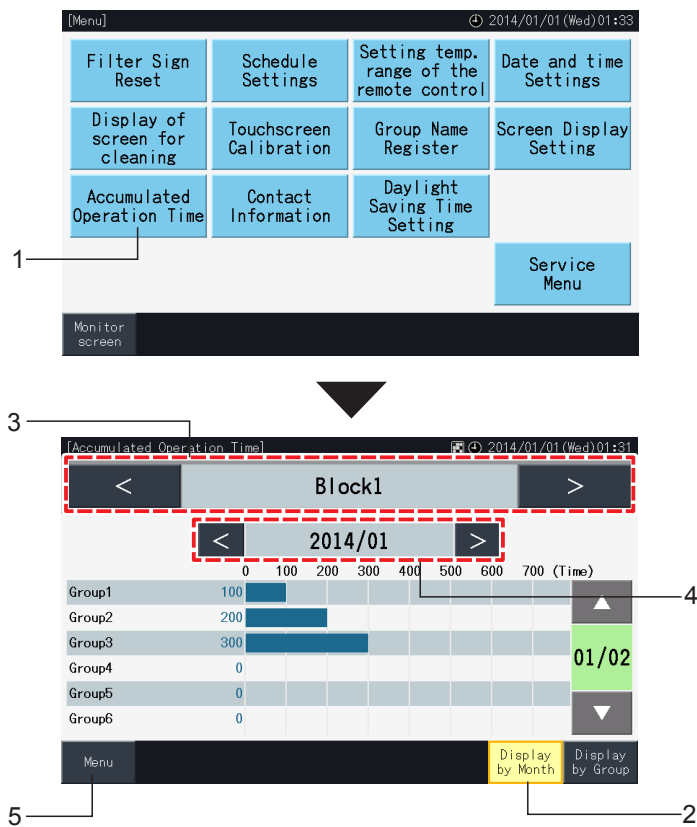 [Menu] 2014/01/01(Wed)01:33
Filter Sign
Reset
Schedule
Settings
Setting temp.
range of the
remote control
Date and time
Settings
Display of
screen for
cleaning
Touchscreen
Calibration
Group Name
Register
Screen Display
Setting
Accumulated
Operation Time
Contact
Information
Daylight
Saving Time
Setting
1
Service
Menu
Monitor
screen
3
[Accumulated Operation Time] 2014/01/01(Wed)01:31
< Block1 >
< 2014/01 >
0 100 200 300 400 500 600 700 (Time)
4
Group1 100
Group2 200
Group3 300
Group4 0
Group5 0
Group6 0
01/02
Menu
Display
by Month
Display
by Group
5
2